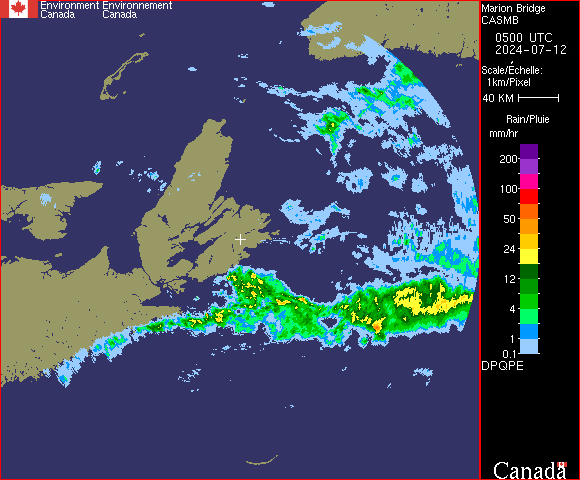 Environment Environnement
Canada Canada
Marion Bridge
CASMB
0500 UTC
2024-07-12
Scale/Echelle:
1km/Pixel
40 KM
Rain/Pluie
mm/hr
200
100
50
24
12
4
1
0.1
DPQPE
Canada